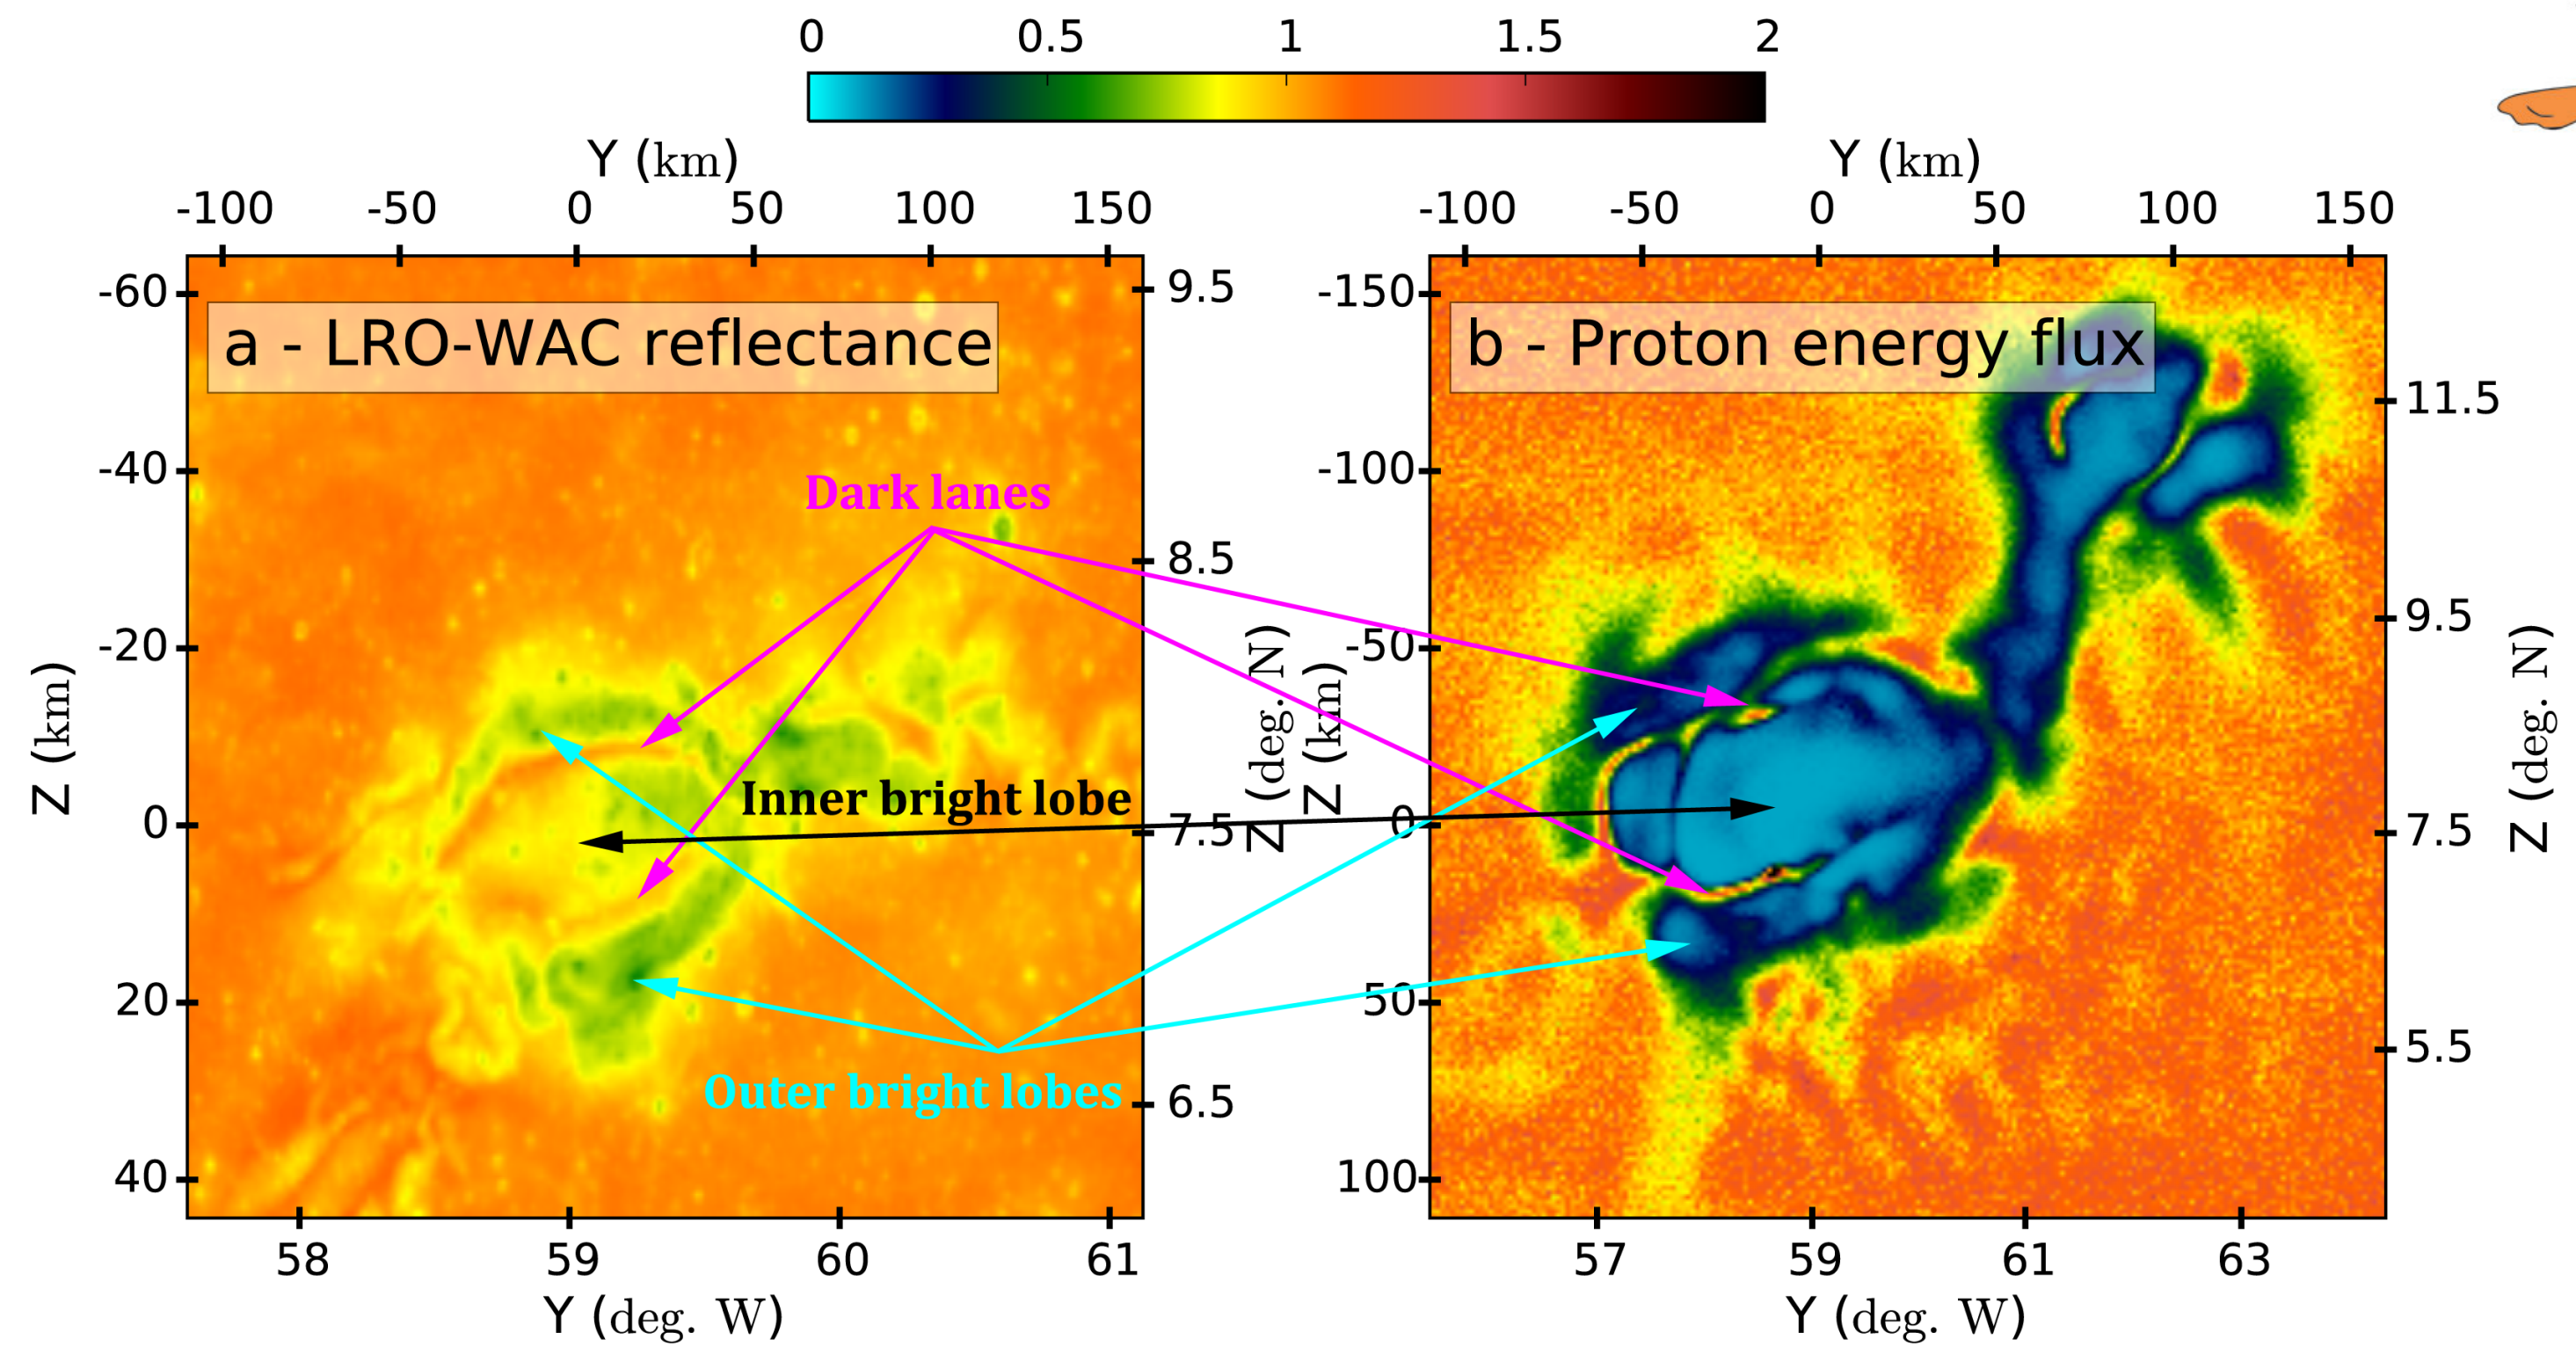 0 0.5 1 1.5 2
Y (km) Y (km)
-100 -50 0 50 100 150 -100 -50 0 50 100 150
-60 9.5 -150
a - LRO-WAC reflectance b - Proton energy flux
11.5
-40 -100
Dark lanes
8.5
9.5
-20 -50
Z (km) Z (deg. N) Z (km) Z (deg. N)
Inner bright lobe
0 7.5 0 7.5
20 50
5.5
Outer bright lobes 6.5
40 100
58 59 60 61 57 59 61 63
Y (deg. W) Y (deg. W)